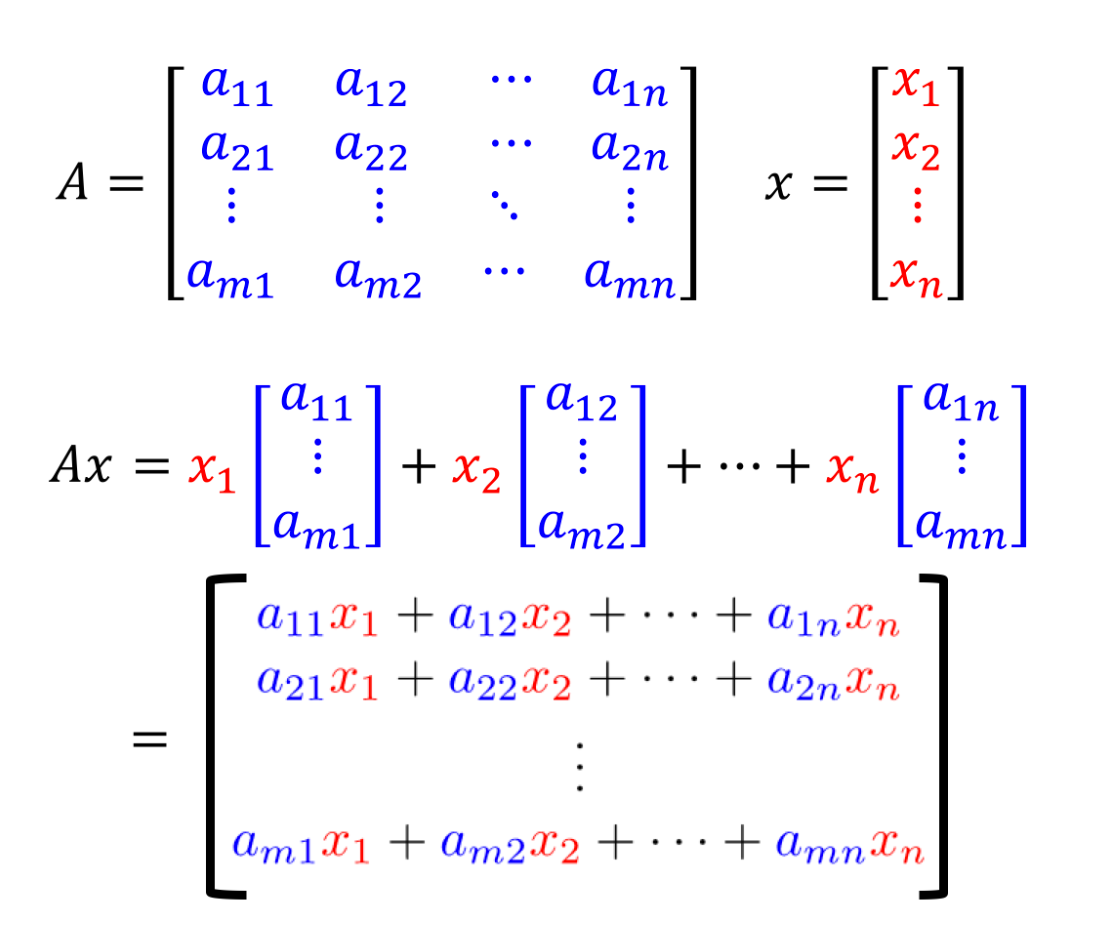 A = [ a₁₁ a₁₂ ⋯ a₁ₙ ; a₂₁ a₂₂ ⋯ a₂ₙ ; ⋮ ⋮ ⋱ ⋮ ; aₘ₁ aₘ₂ ⋯ aₘₙ ] x = [ x₁ ; x₂ ; ⋮ ; xₙ ]
Ax = x₁ [ a₁₁ ; ⋮ ; aₘ₁ ] + x₂ [ a₁₂ ; ⋮ ; aₘ₂ ] + ⋯ + xₙ [ a₁ₙ ; ⋮ ; aₘₙ ]
= [ a₁₁x₁ + a₁₂x₂ + ⋯ + a₁ₙxₙ
a₂₁x₁ + a₂₂x₂ + ⋯ + a₂ₙxₙ
⋮
aₘ₁x₁ + aₘ₂x₂ + ⋯ + aₘₙxₙ ]